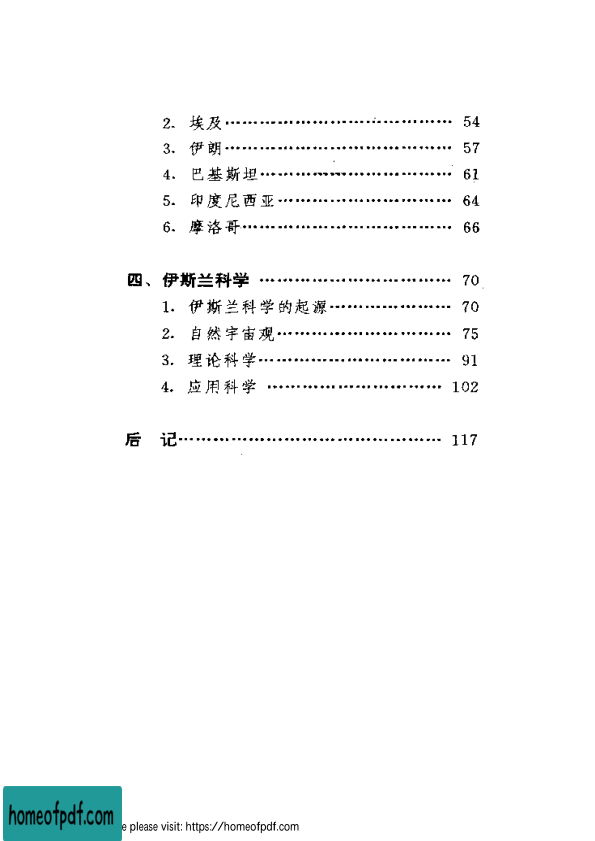 2. 埃及…………………………………… 54
3. 伊朗…………………………………… 57
4. 巴基斯坦……………………………… 61
5. 印度尼西亚…………………………… 64
6. 摩洛哥………………………………… 66
四、伊斯兰科学 ……………………………… 70
1. 伊斯兰科学的起源…………………… 70
2. 自然宇宙观…………………………… 75
3. 理论科学……………………………… 91
4. 应用科学 …………………………… 102
后 记………………………………………… 117
homeofpdf.com
e please visit: https://homeofpdf.com